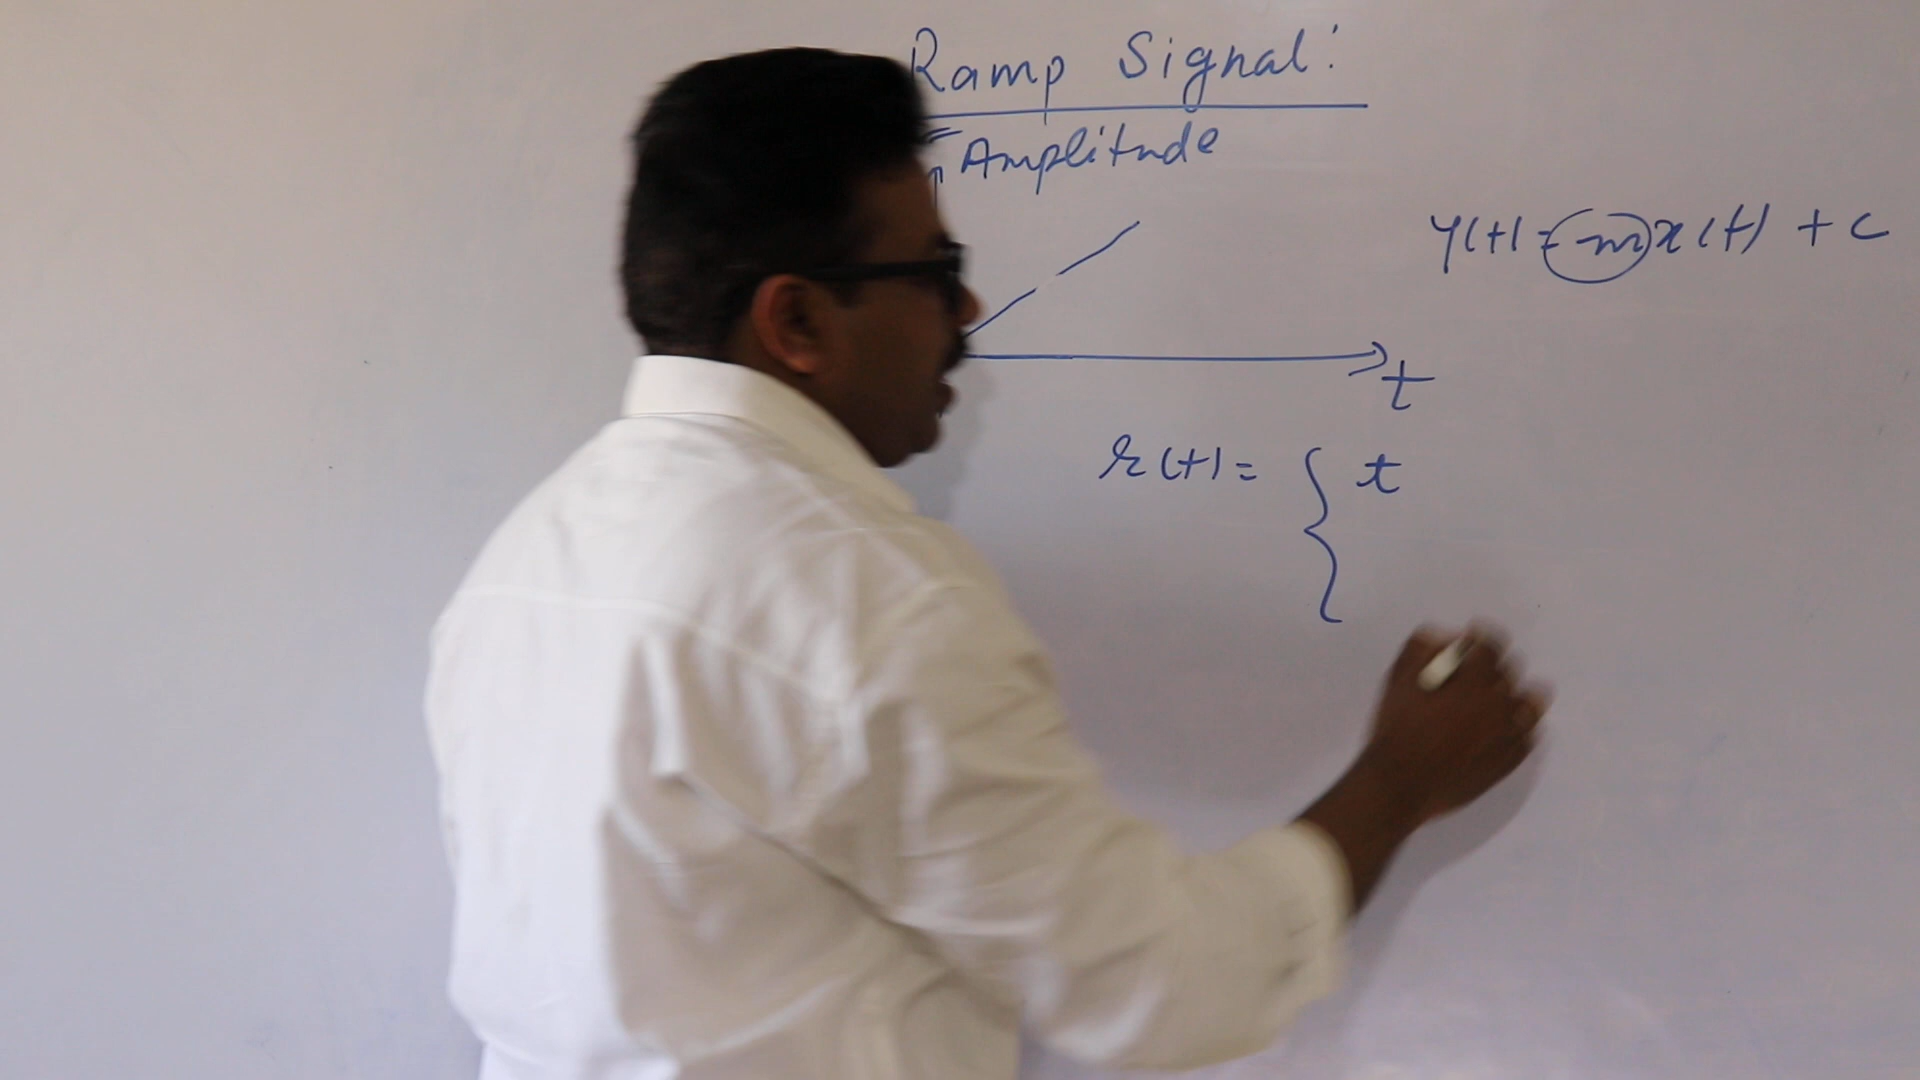 Ramp Signal:
Amplitude
y(t) = m x(t) + c
t
r(t) = { t